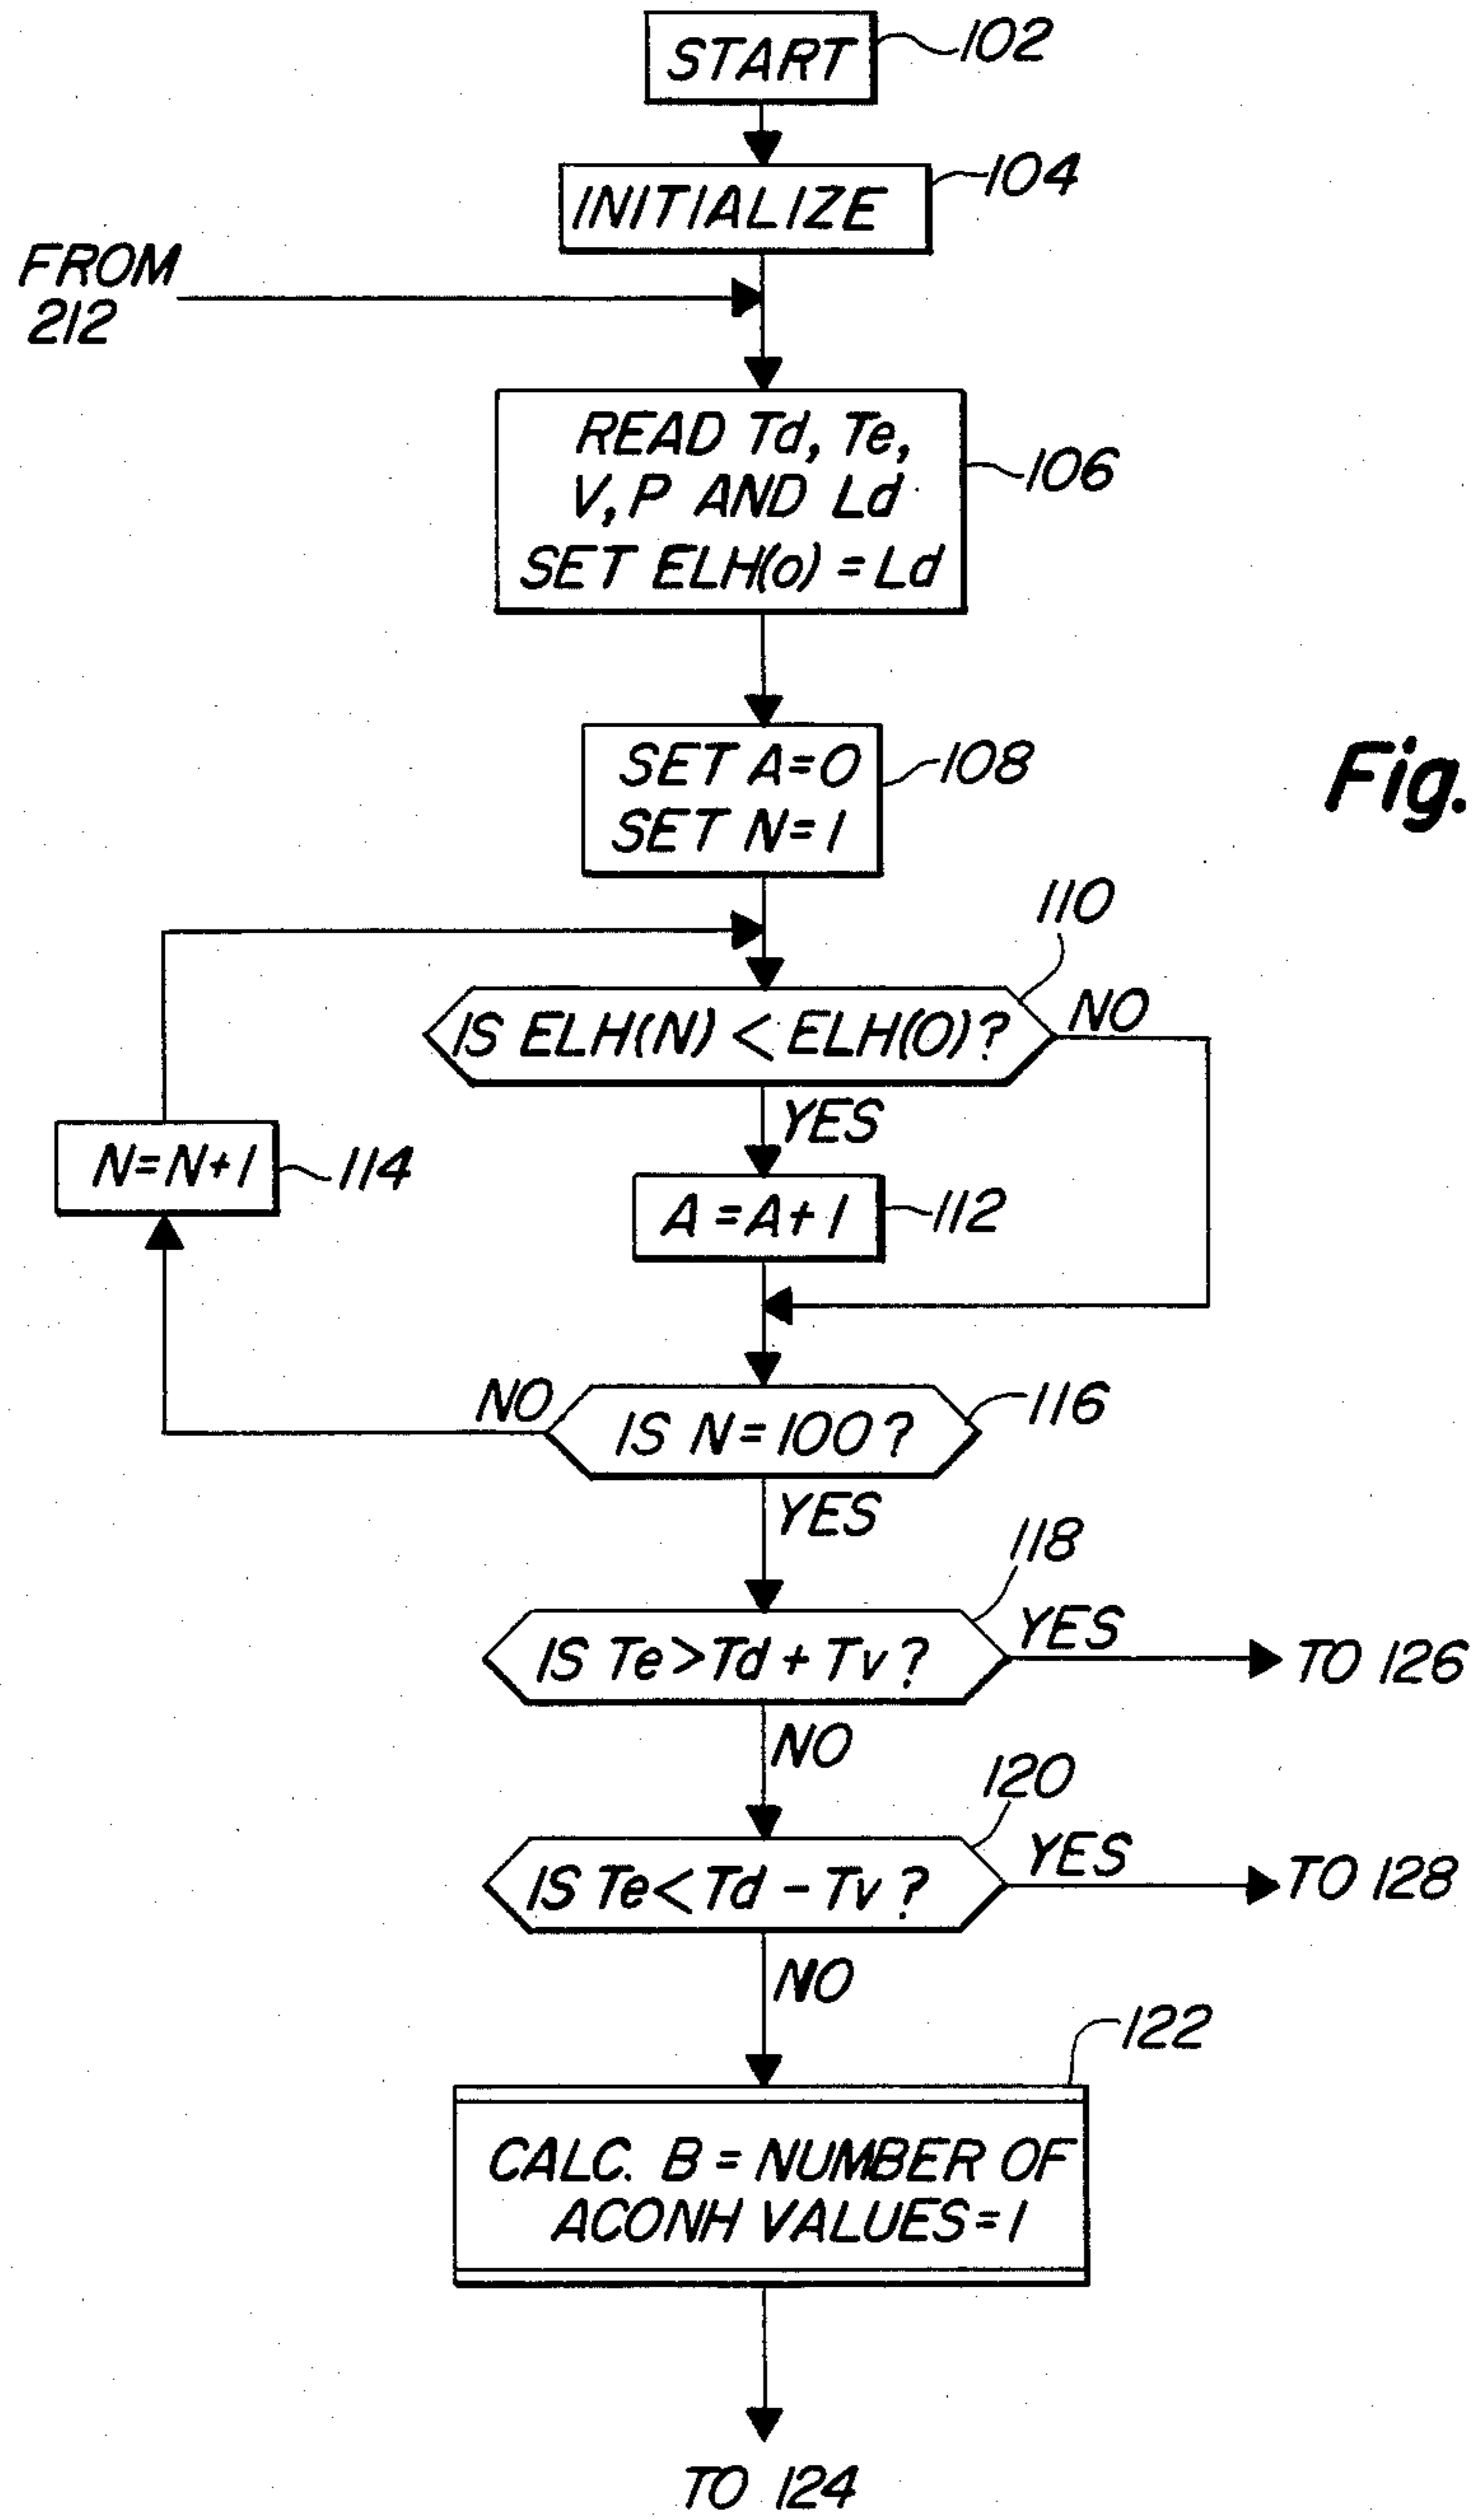 START
102
INITIALIZE
104
FROM
212
READ Td, Te,
V, P AND Ld
SET ELH(0) = Ld
106
SET A=0
SET N=1
108
Fig.
110
IS ELH(N) < ELH(0)?
NO
YES
N=N+1
114
A=A+1
112
NO
IS N=100?
116
YES
118
IS Te>Td+Tv?
YES
TO 126
NO
120
IS Te<Td-Tv?
YES
TO 128
NO
122
CALC. B = NUMBER OF
ACONH VALUES=1
TO 124